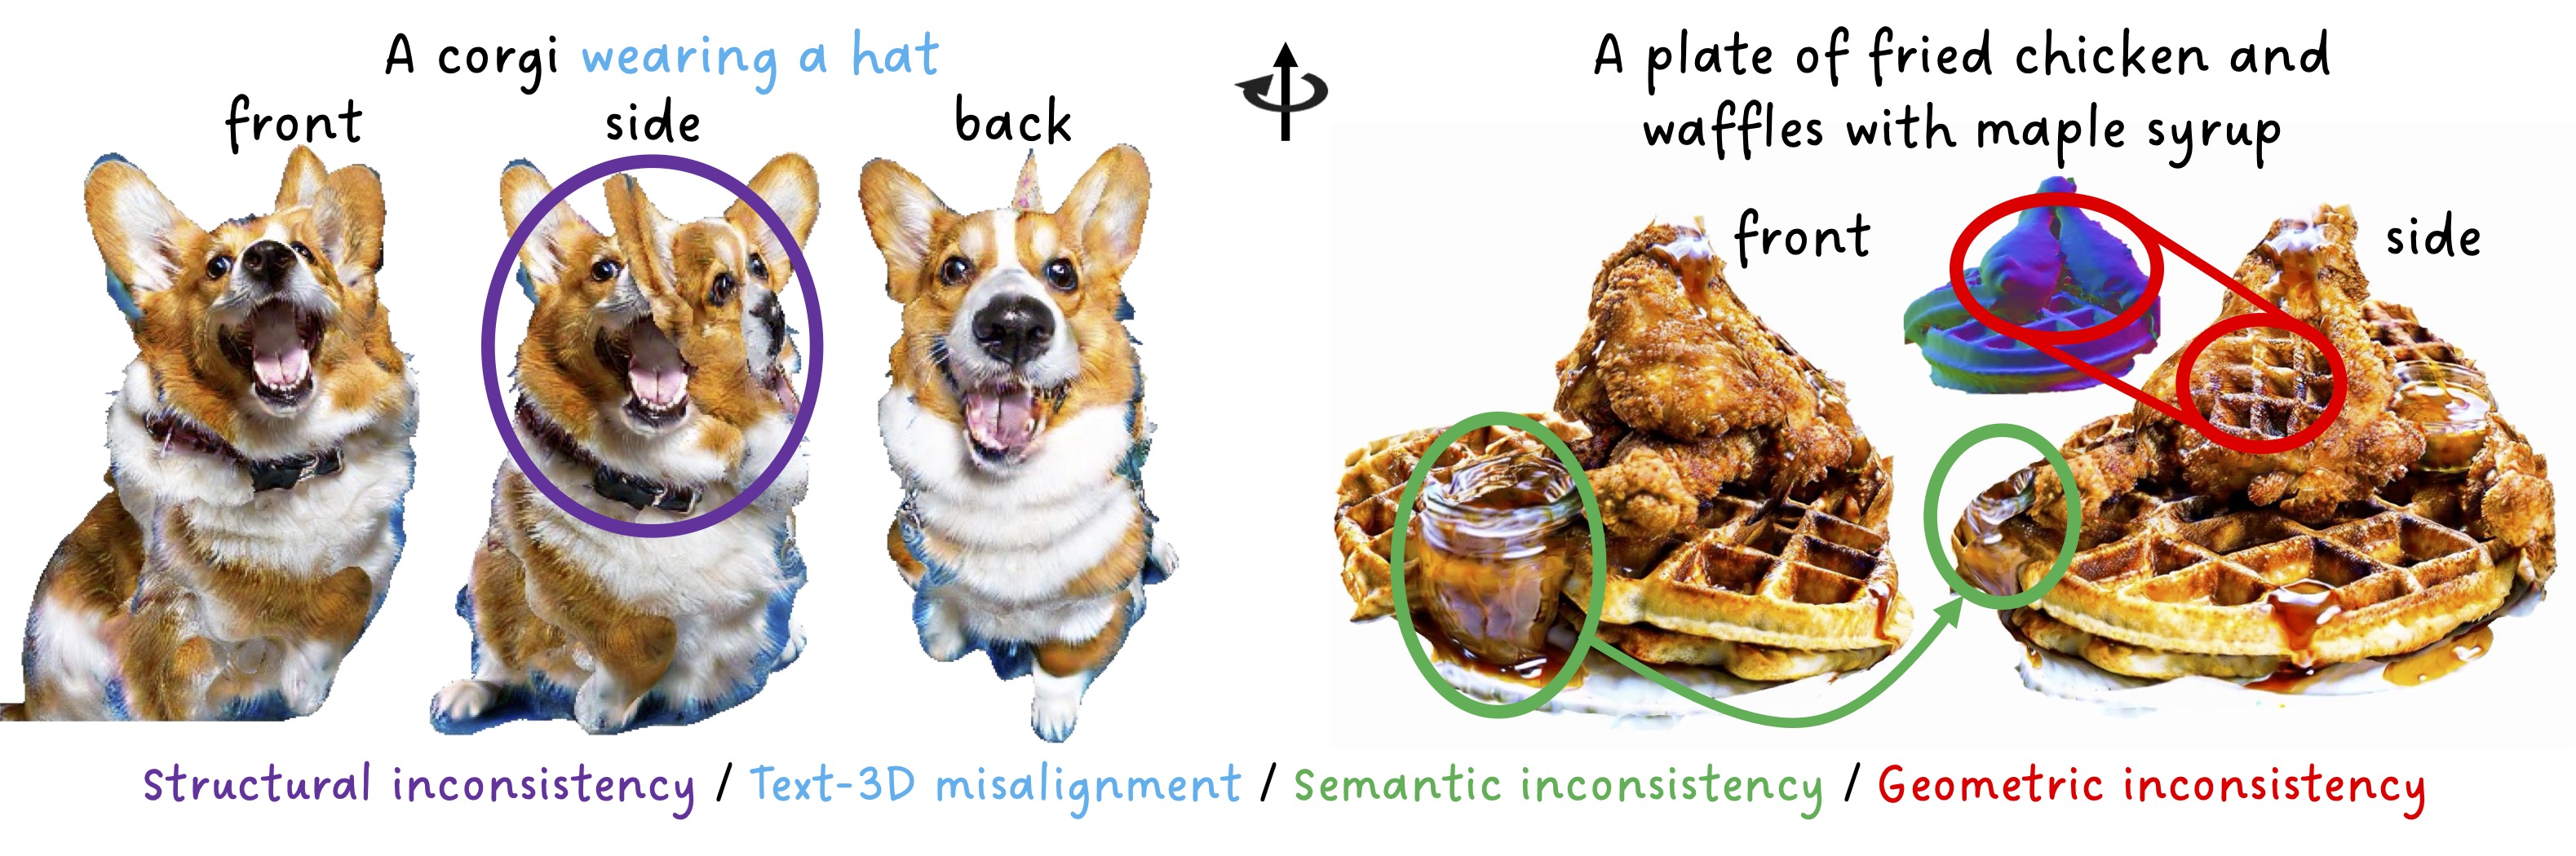 A corgi wearing a hat
front
side
back
A plate of fried chicken and
waffles with maple syrup
front
side
Structural inconsistency / Text-3D misalignment / Semantic inconsistency / Geometric inconsistency